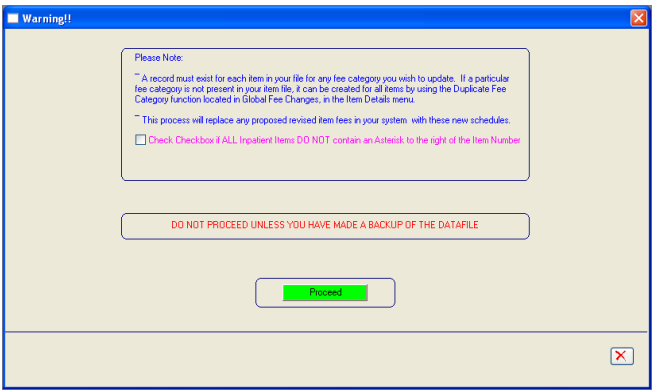 Warning!!
Please Note:
¯ A record must exist for each item in your file for any fee category you wish to update. If a particular
fee category is not present in your item file, it can be created for all items by using the Duplicate Fee
Category function located in Global Fee Changes, in the Item Details menu.
¯ This process will replace any proposed revised item fees in your system with these new schedules.
Check Checkbox if ALL Inpatient Items DO NOT contain an Asterisk to the right of the Item Number
DO NOT PROCEED UNLESS YOU HAVE MADE A BACKUP OF THE DATAFILE
Proceed